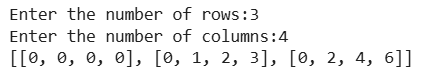 Enter the number of rows:3
Enter the number of columns:4
[[0, 0, 0, 0], [0, 1, 2, 3], [0, 2, 4, 6]]